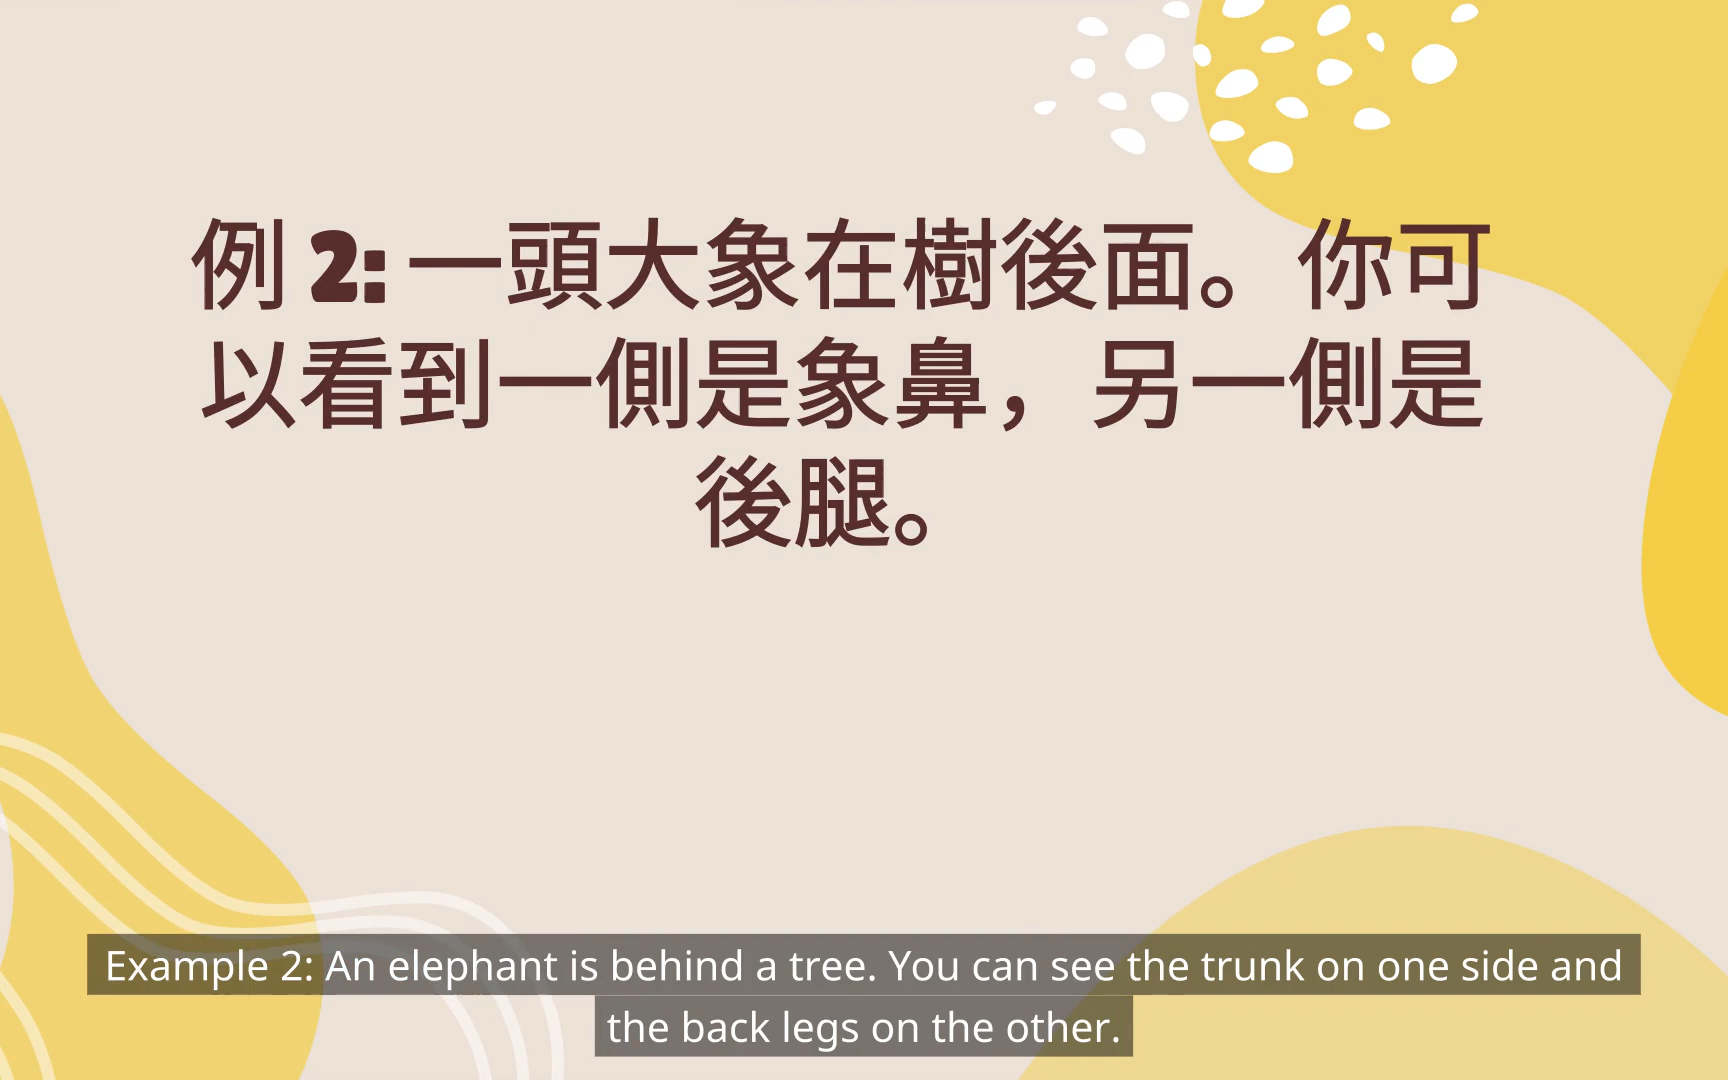 例 2: 一頭大象在樹後面。你可
以看到一側是象鼻，另一側是
後腿。
Example 2: An elephant is behind a tree. You can see the trunk on one side and
the back legs on the other.